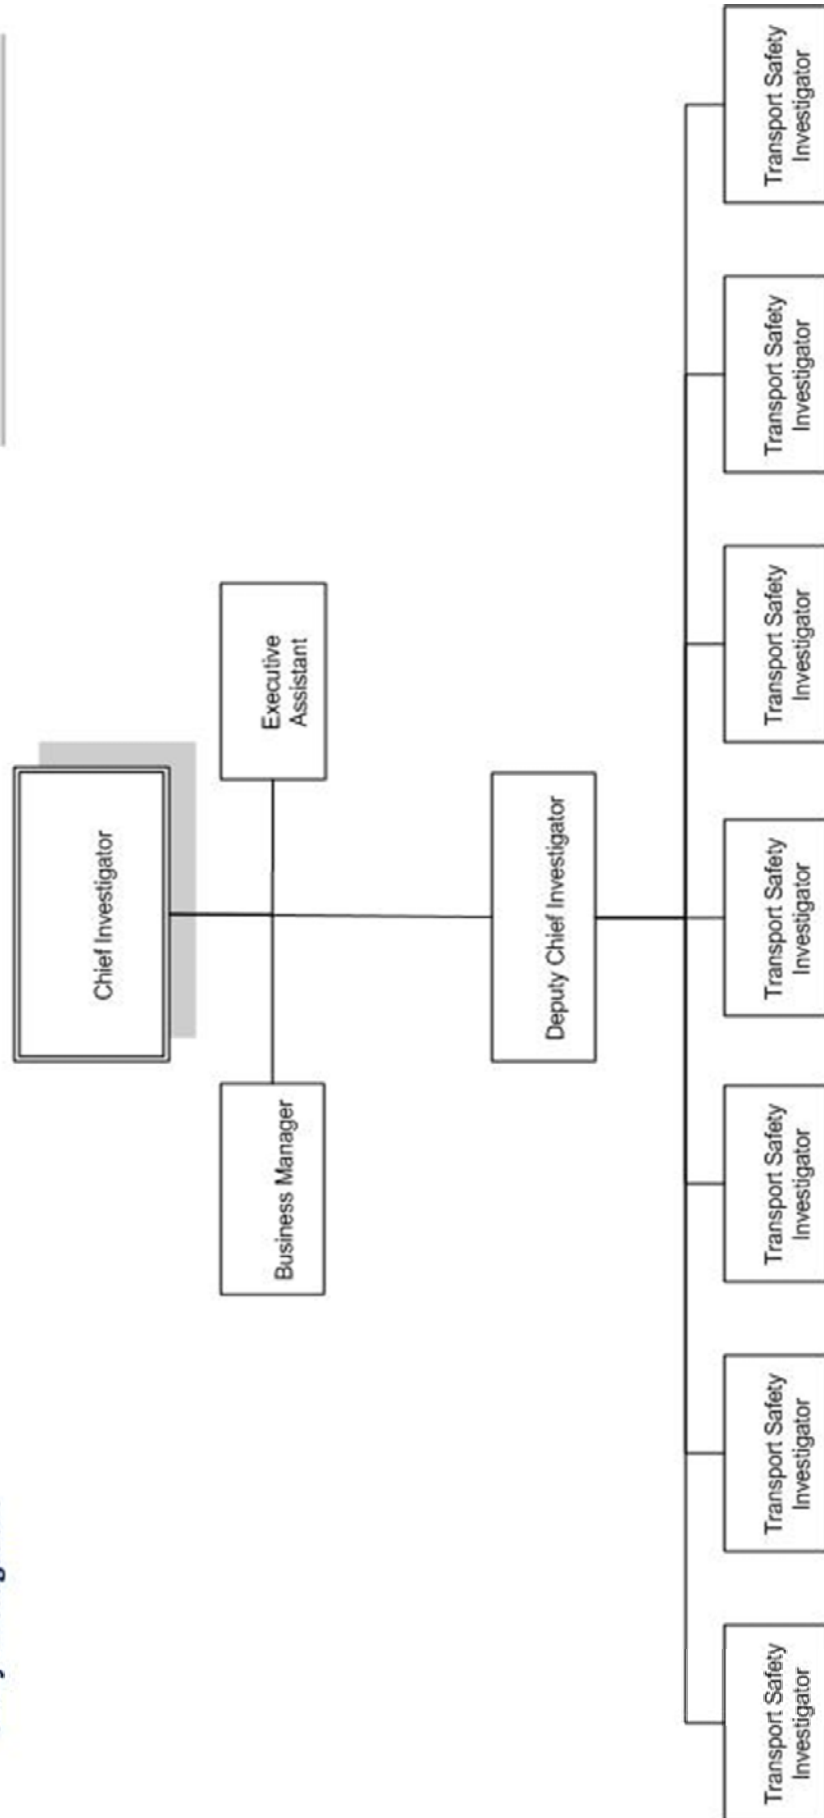 Chief Investigator
Business Manager
Executive
Assistant
Deputy Chief Investigator
Transport Safety
Investigator
Transport Safety
Investigator
Transport Safety
Investigator
Transport Safety
Investigator
Transport Safety
Investigator
Transport Safety
Investigator
Transport Safety
Investigator